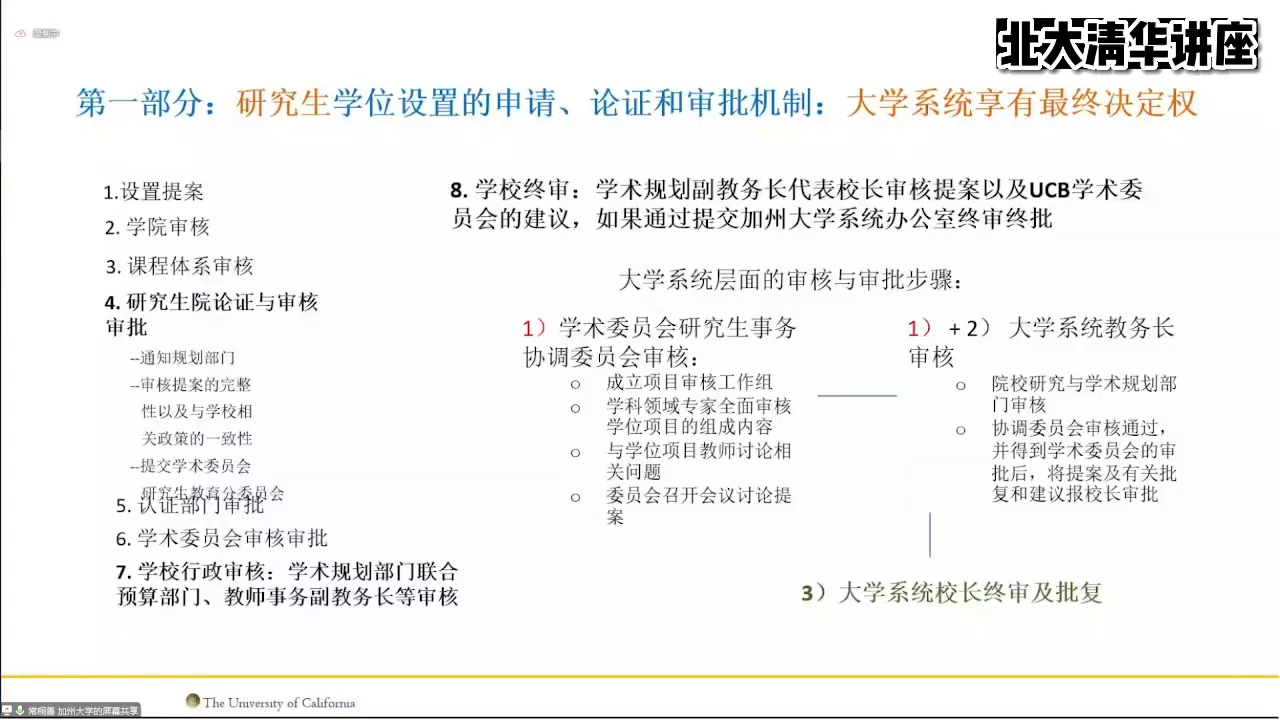 录制中
北大清华讲座
第一部分：研究生学位设置的申请、论证和审批机制：大学系统享有最终决定权
1.设置提案
2. 学院审核
3. 课程体系审核
4. 研究生院论证与审核
审批
--通知规划部门
--审核提案的完整
性以及与学校相
关政策的一致性
--提交学术委员会
研究生教育分委员会
5. 认证部门审批
6. 学术委员会审核审批
7. 学校行政审核：学术规划部门联合
预算部门、教师事务副教务长等审核
8. 学校终审：学术规划副教务长代表校长审核提案以及UCB学术委
员会的建议，如果通过提交加州大学系统办公室终审终批
大学系统层面的审核与审批步骤：
1）学术委员会研究生事务
协调委员会审核：
o 成立项目审核工作组
o 学科领域专家全面审核
学位项目的组成内容
o 与学位项目教师讨论相
关问题
o 委员会召开会议讨论提
案
1）+ 2） 大学系统教务长
审核
o 院校研究与学术规划部
门审核
o 协调委员会审核通过，
并得到学术委员会的审
批后，将提案及有关批
复和建议报校长审批
3）大学系统校长终审及批复
The University of California
常桐善 加州大学的屏幕共享